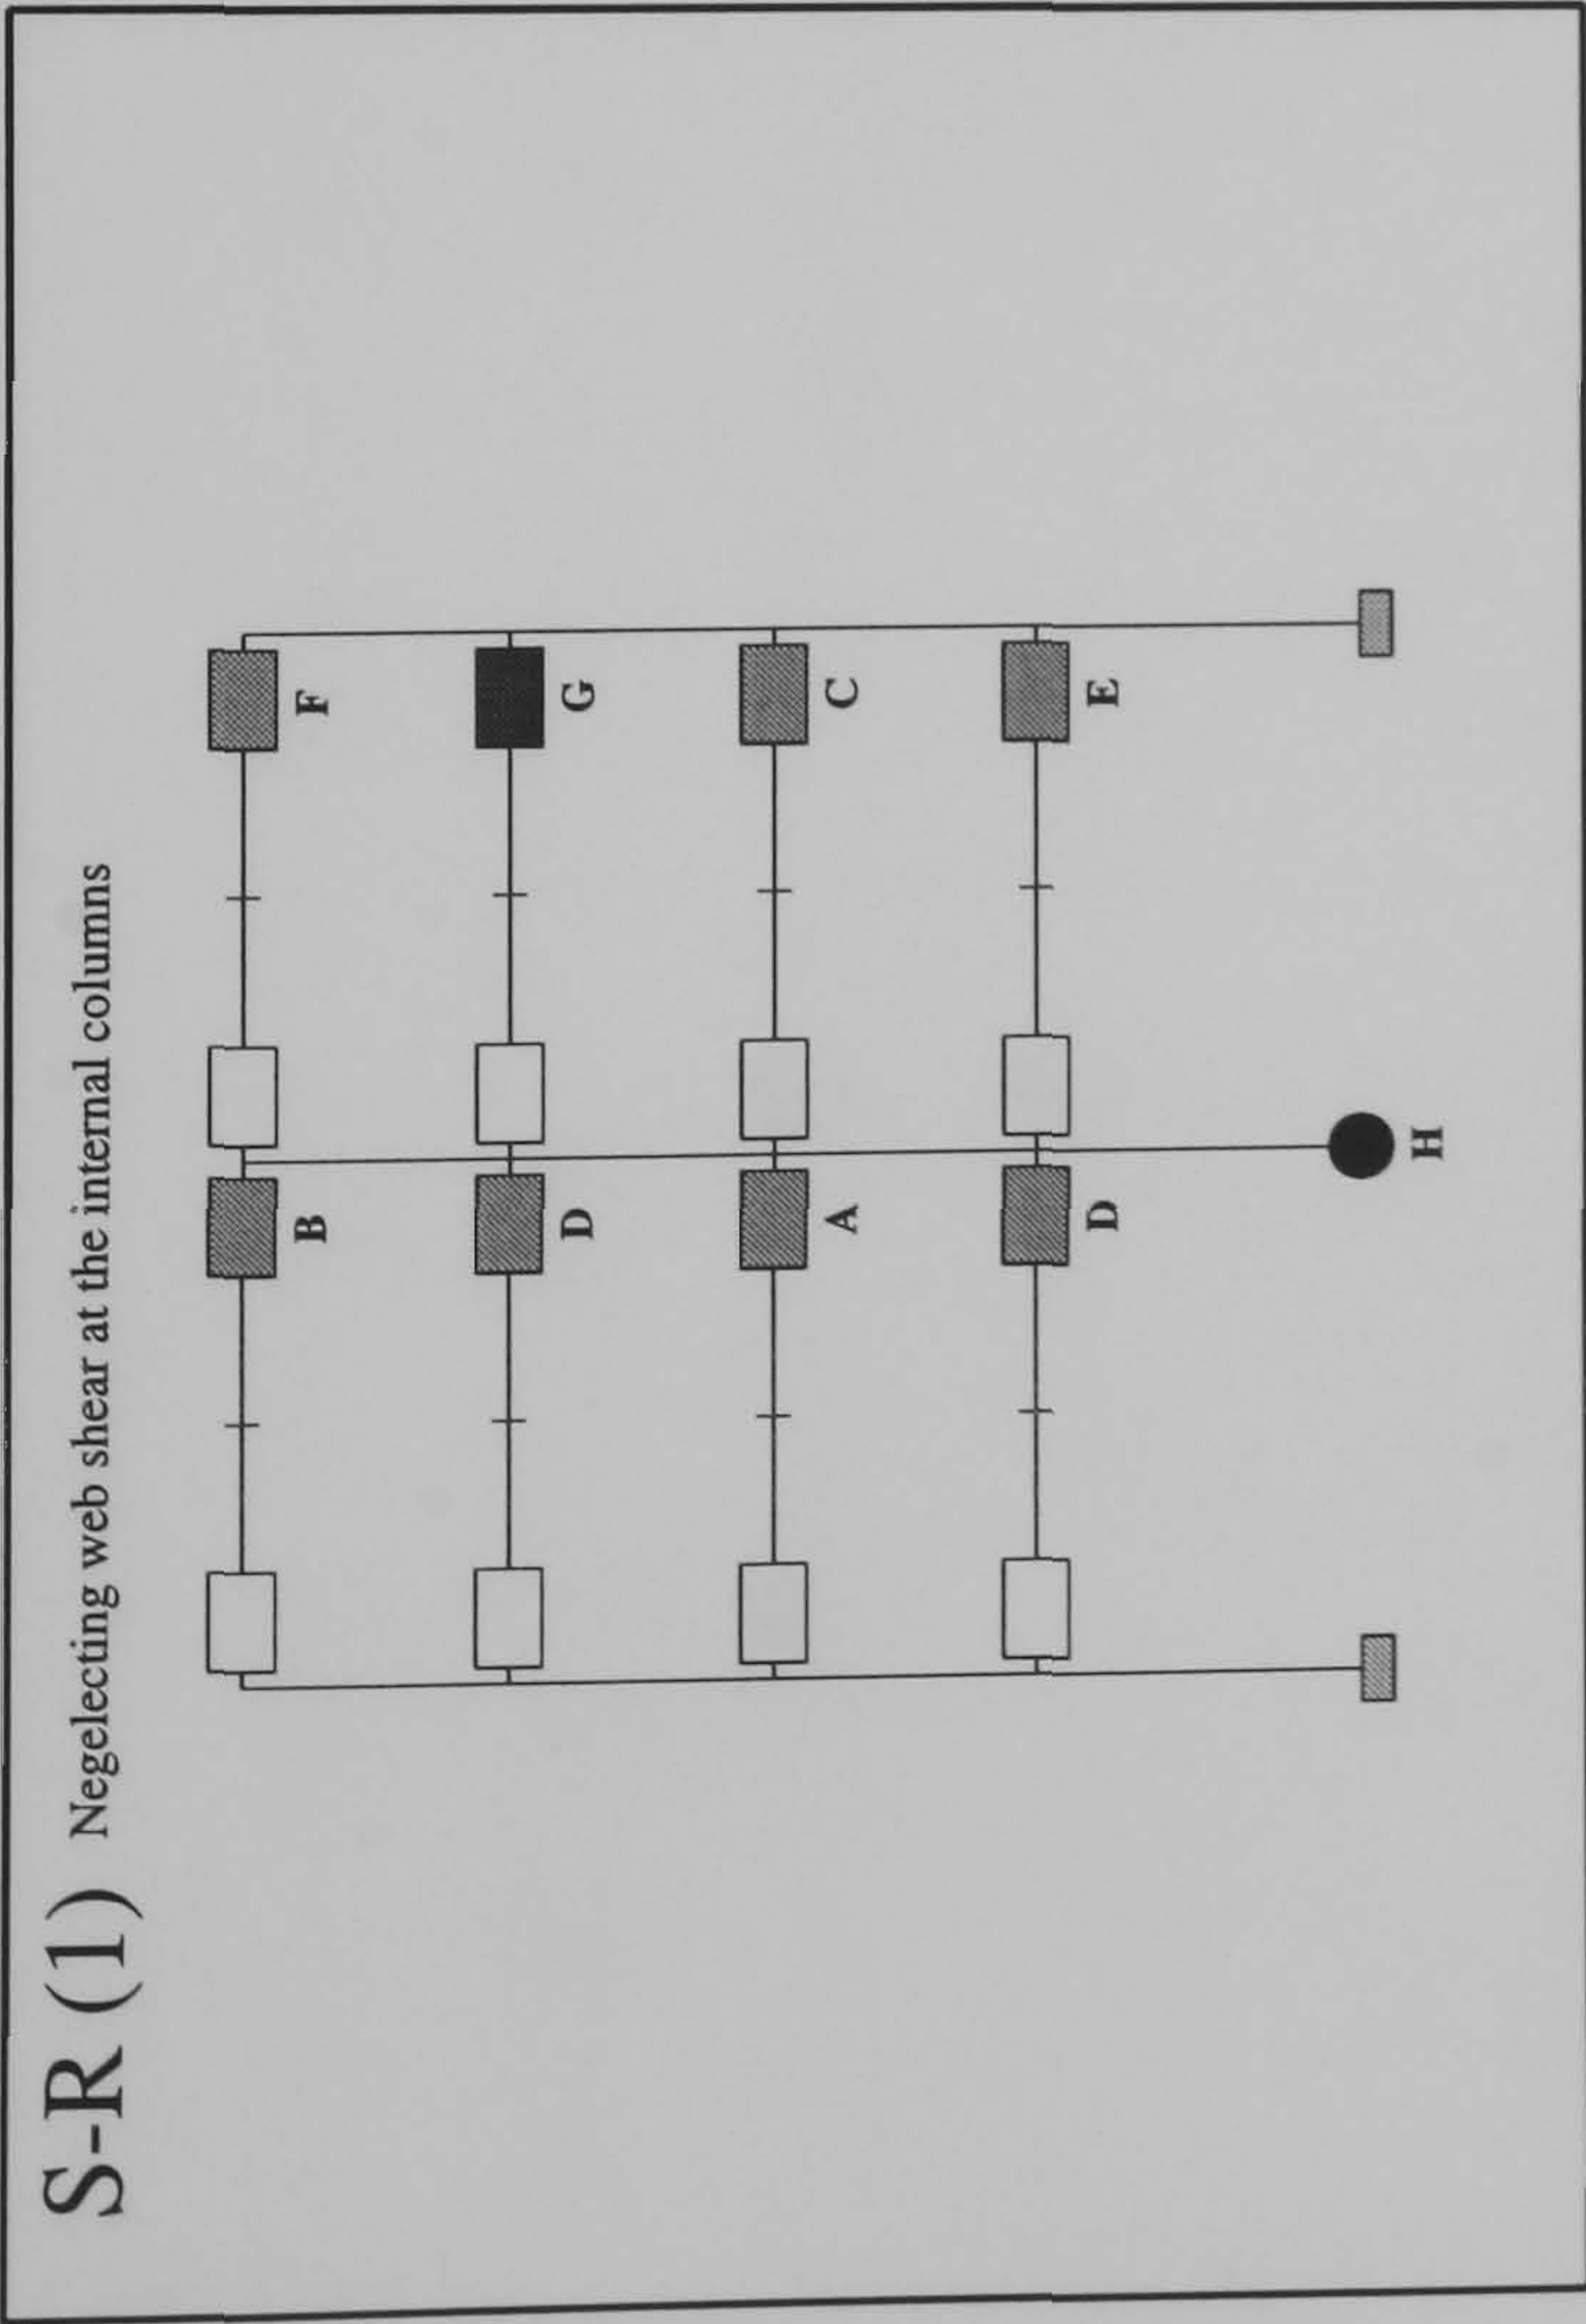 S-R (1) Negelecting web shear at the internal columns
B F
D G
A C
D E
H